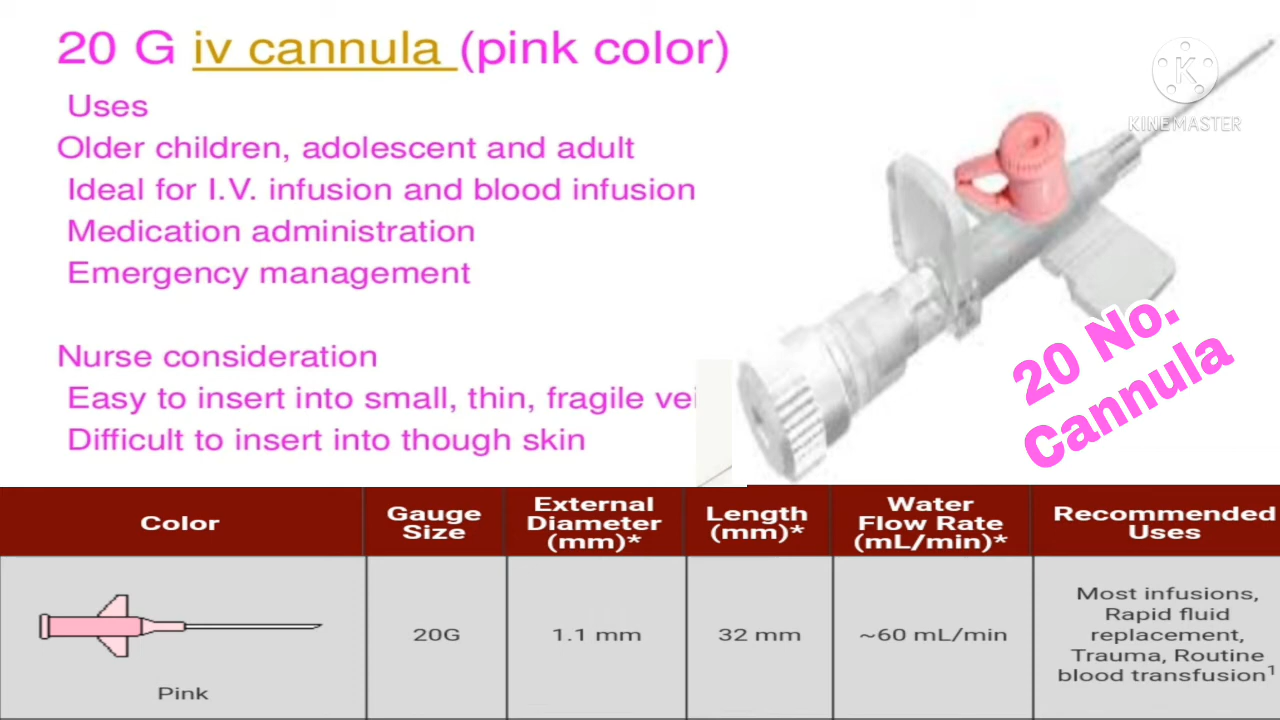 20 G iv cannula (pink color)
Uses
Older children, adolescent and adult
Ideal for I.V. infusion and blood infusion
Medication administration
Emergency management
Nurse consideration
Easy to insert into small, thin, fragile vei
Difficult to insert into though skin
KINEMASTER
20 No.
Cannula
Color
Gauge
Size
External
Diameter
(mm)*
Length
(mm)*
Water
Flow Rate
(mL/min)*
Recommended
Uses
Pink
20G
1.1 mm
32 mm
~60 mL/min
Most infusions,
Rapid fluid
replacement,
Trauma, Routine
blood transfusion¹